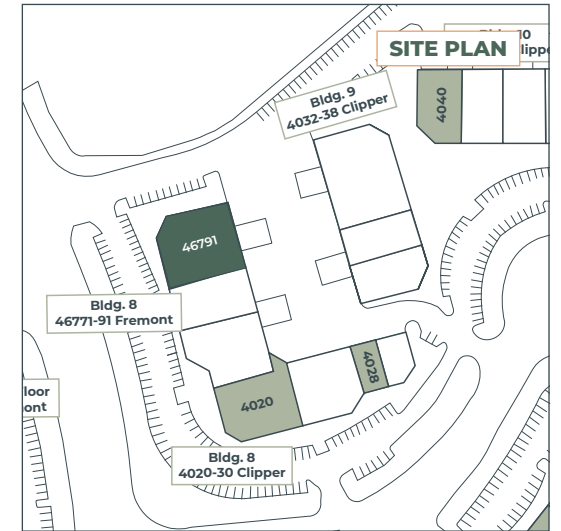 SITE PLAN
Bldg. 9
4032-38 Clipper
4040
46791
Bldg. 8
46771-91 Fremont
4028
4020
Bldg. 8
4020-30 Clipper